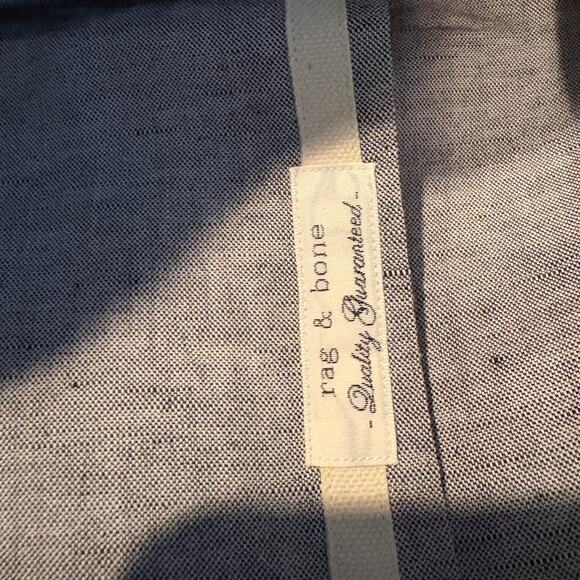 rag & bone
- Quality Guaranteed -